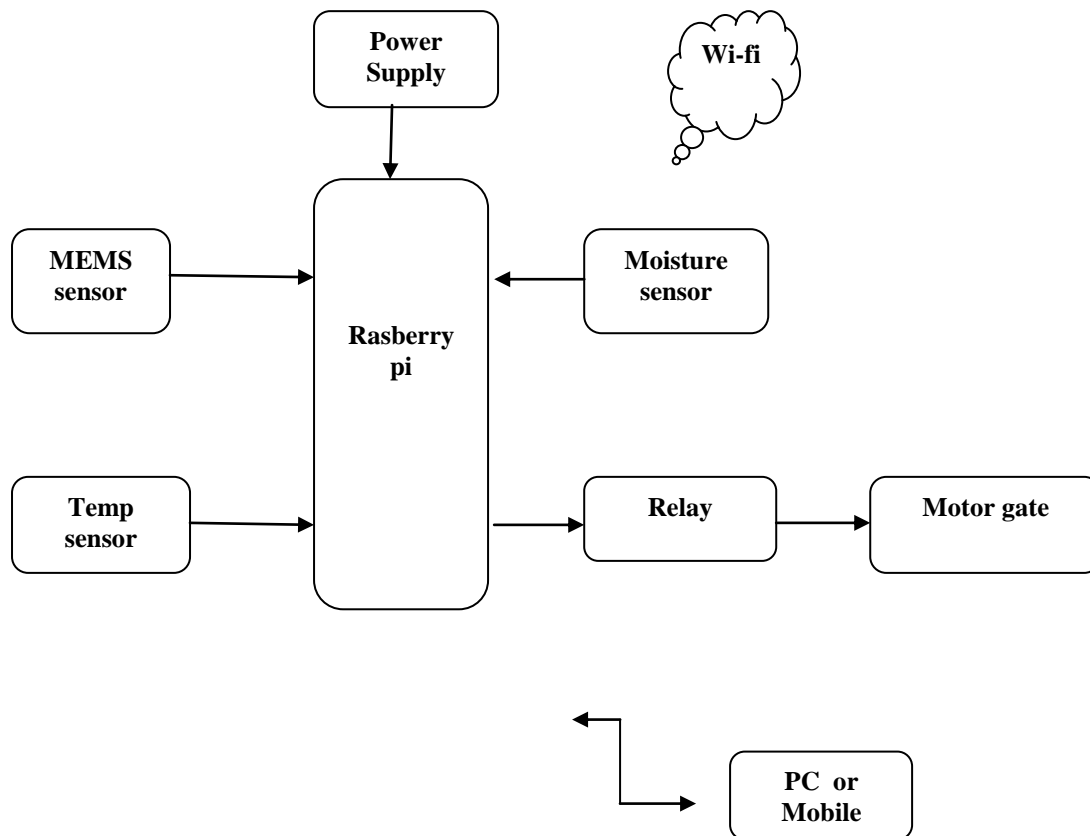 Power
Supply
Wi-fi
MEMS
sensor
Moisture
sensor
Rasberry
pi
Temp
sensor
Relay
Motor gate
PC or
Mobile